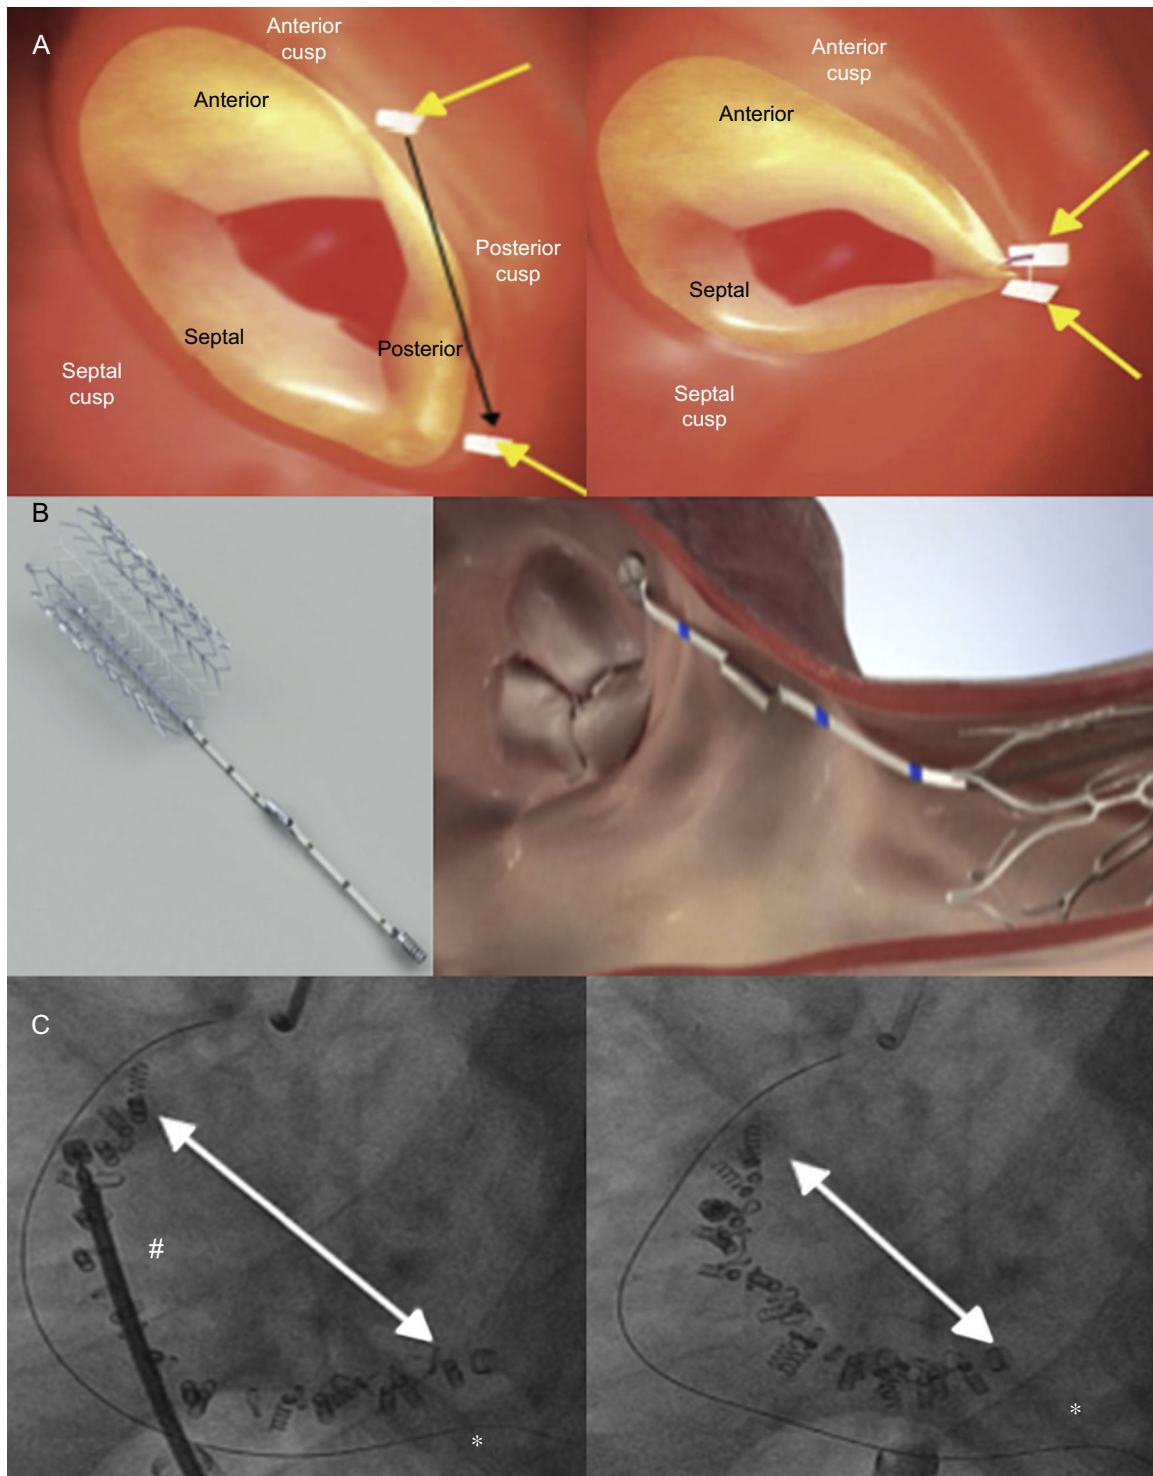 A
Anterior
cusp
Anterior
Posterior
cusp
Septal
Posterior
Septal
cusp
Anterior
cusp
Anterior
Septal
Septal
cusp
B
C
#
*
*